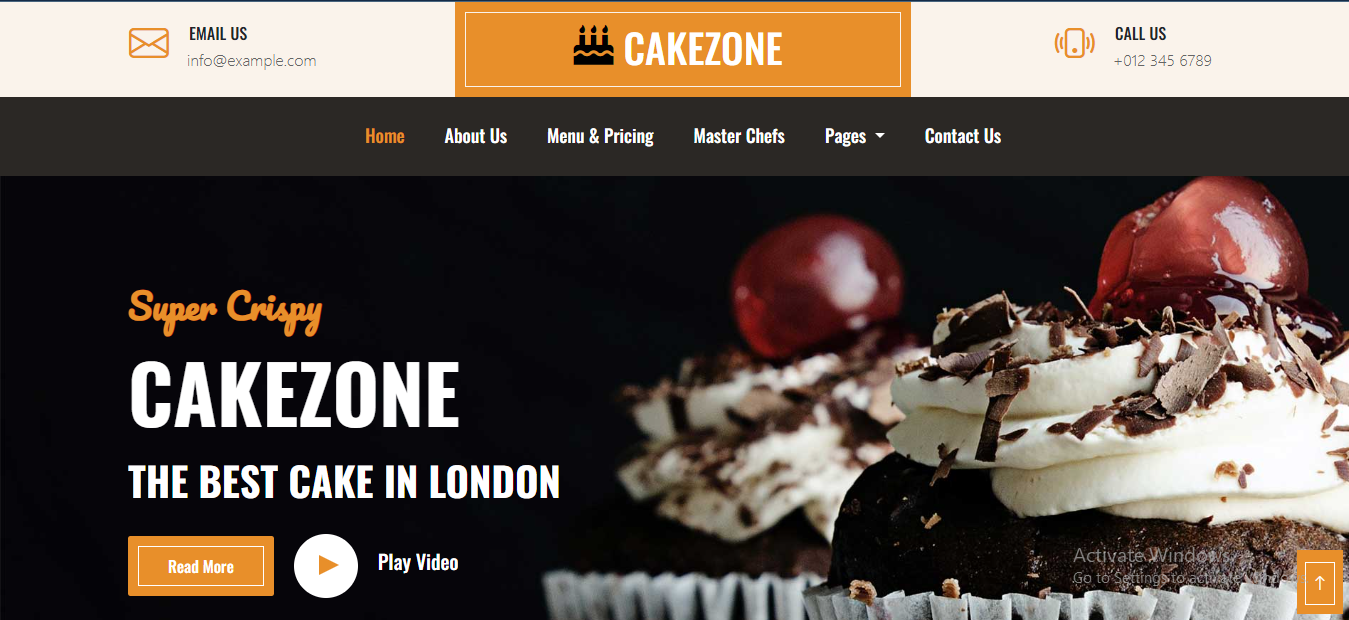 EMAIL US
info@example.com
CAKEZONE
CALL US
+012 345 6789
Home About Us Menu & Pricing Master Chefs Pages Contact Us
Super Crispy
CAKEZONE
THE BEST CAKE IN LONDON
Read More Play Video
Activate Windows
Go to Settings to activate